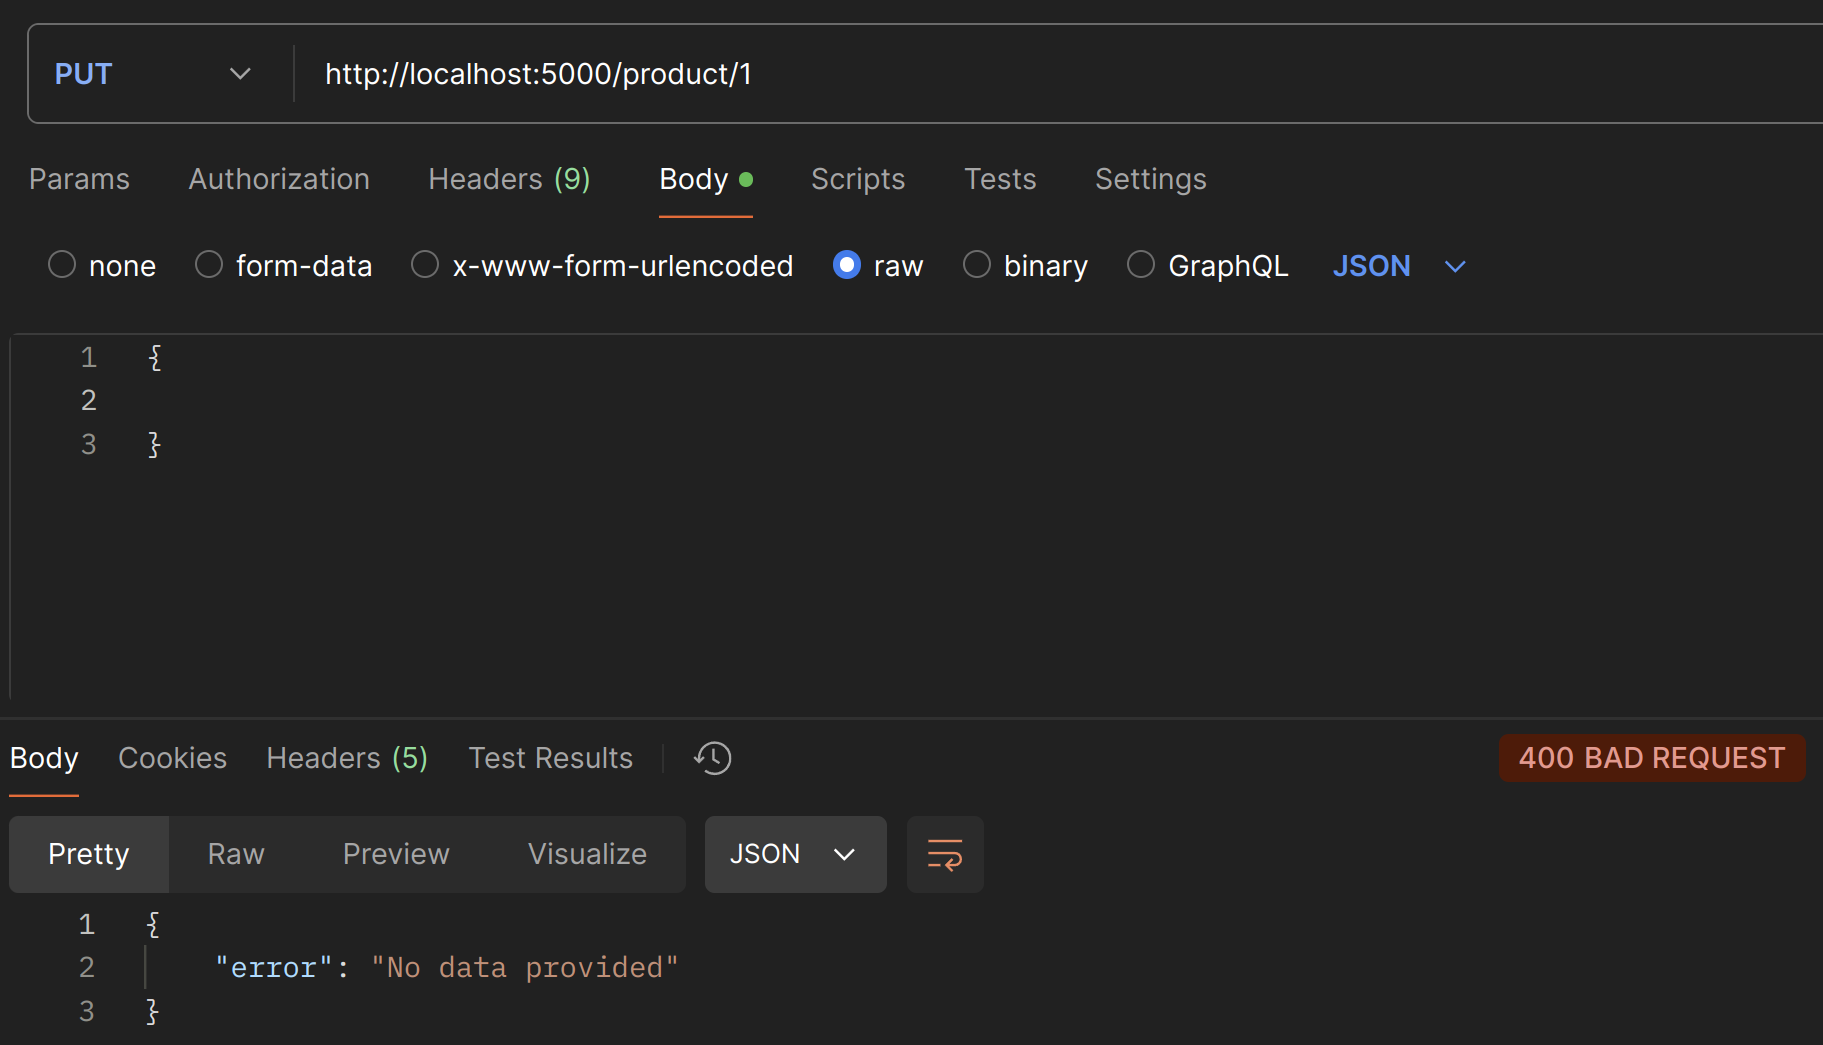 PUT http://localhost:5000/product/1
Params Authorization Headers (9) Body Scripts Tests Settings
none form-data x-www-form-urlencoded raw binary GraphQL JSON
1 {
2
3 }
Body Cookies Headers (5) Test Results 400 BAD REQUEST
Pretty Raw Preview Visualize JSON
1 {
2 "error": "No data provided"
3 }